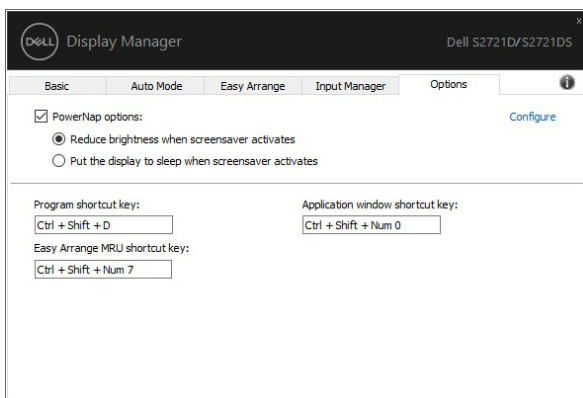 DELL Display Manager Dell S2721D/S2721DS
Basic Auto Mode Easy Arrange Input Manager Options
PowerNap options: Configure
Reduce brightness when screensaver activates
Put the display to sleep when screensaver activates
Program shortcut key: Application window shortcut key:
Ctrl + Shift + D Ctrl + Shift + Num 0
Easy Arrange MRU shortcut key:
Ctrl + Shift + Num 7